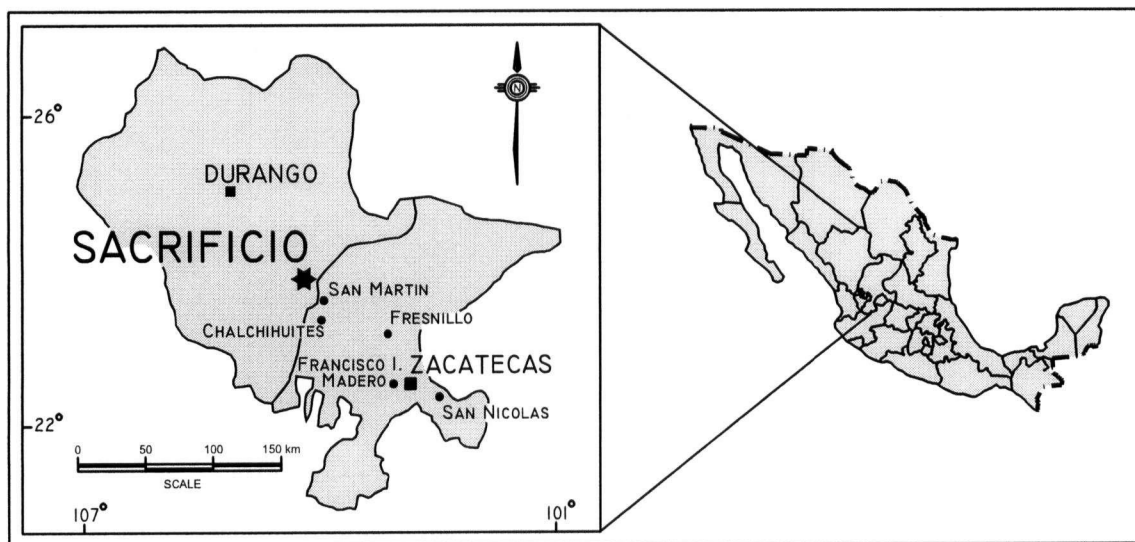 26°
N
DURANGO
SACRIFICIO
SAN MARTIN
CHALCHIHUITES
FRESNILLO
FRANCISCO I.
MADERO
ZACATECAS
SAN NICOLAS
22°
0 50 100 150 km
SCALE
107°
101°